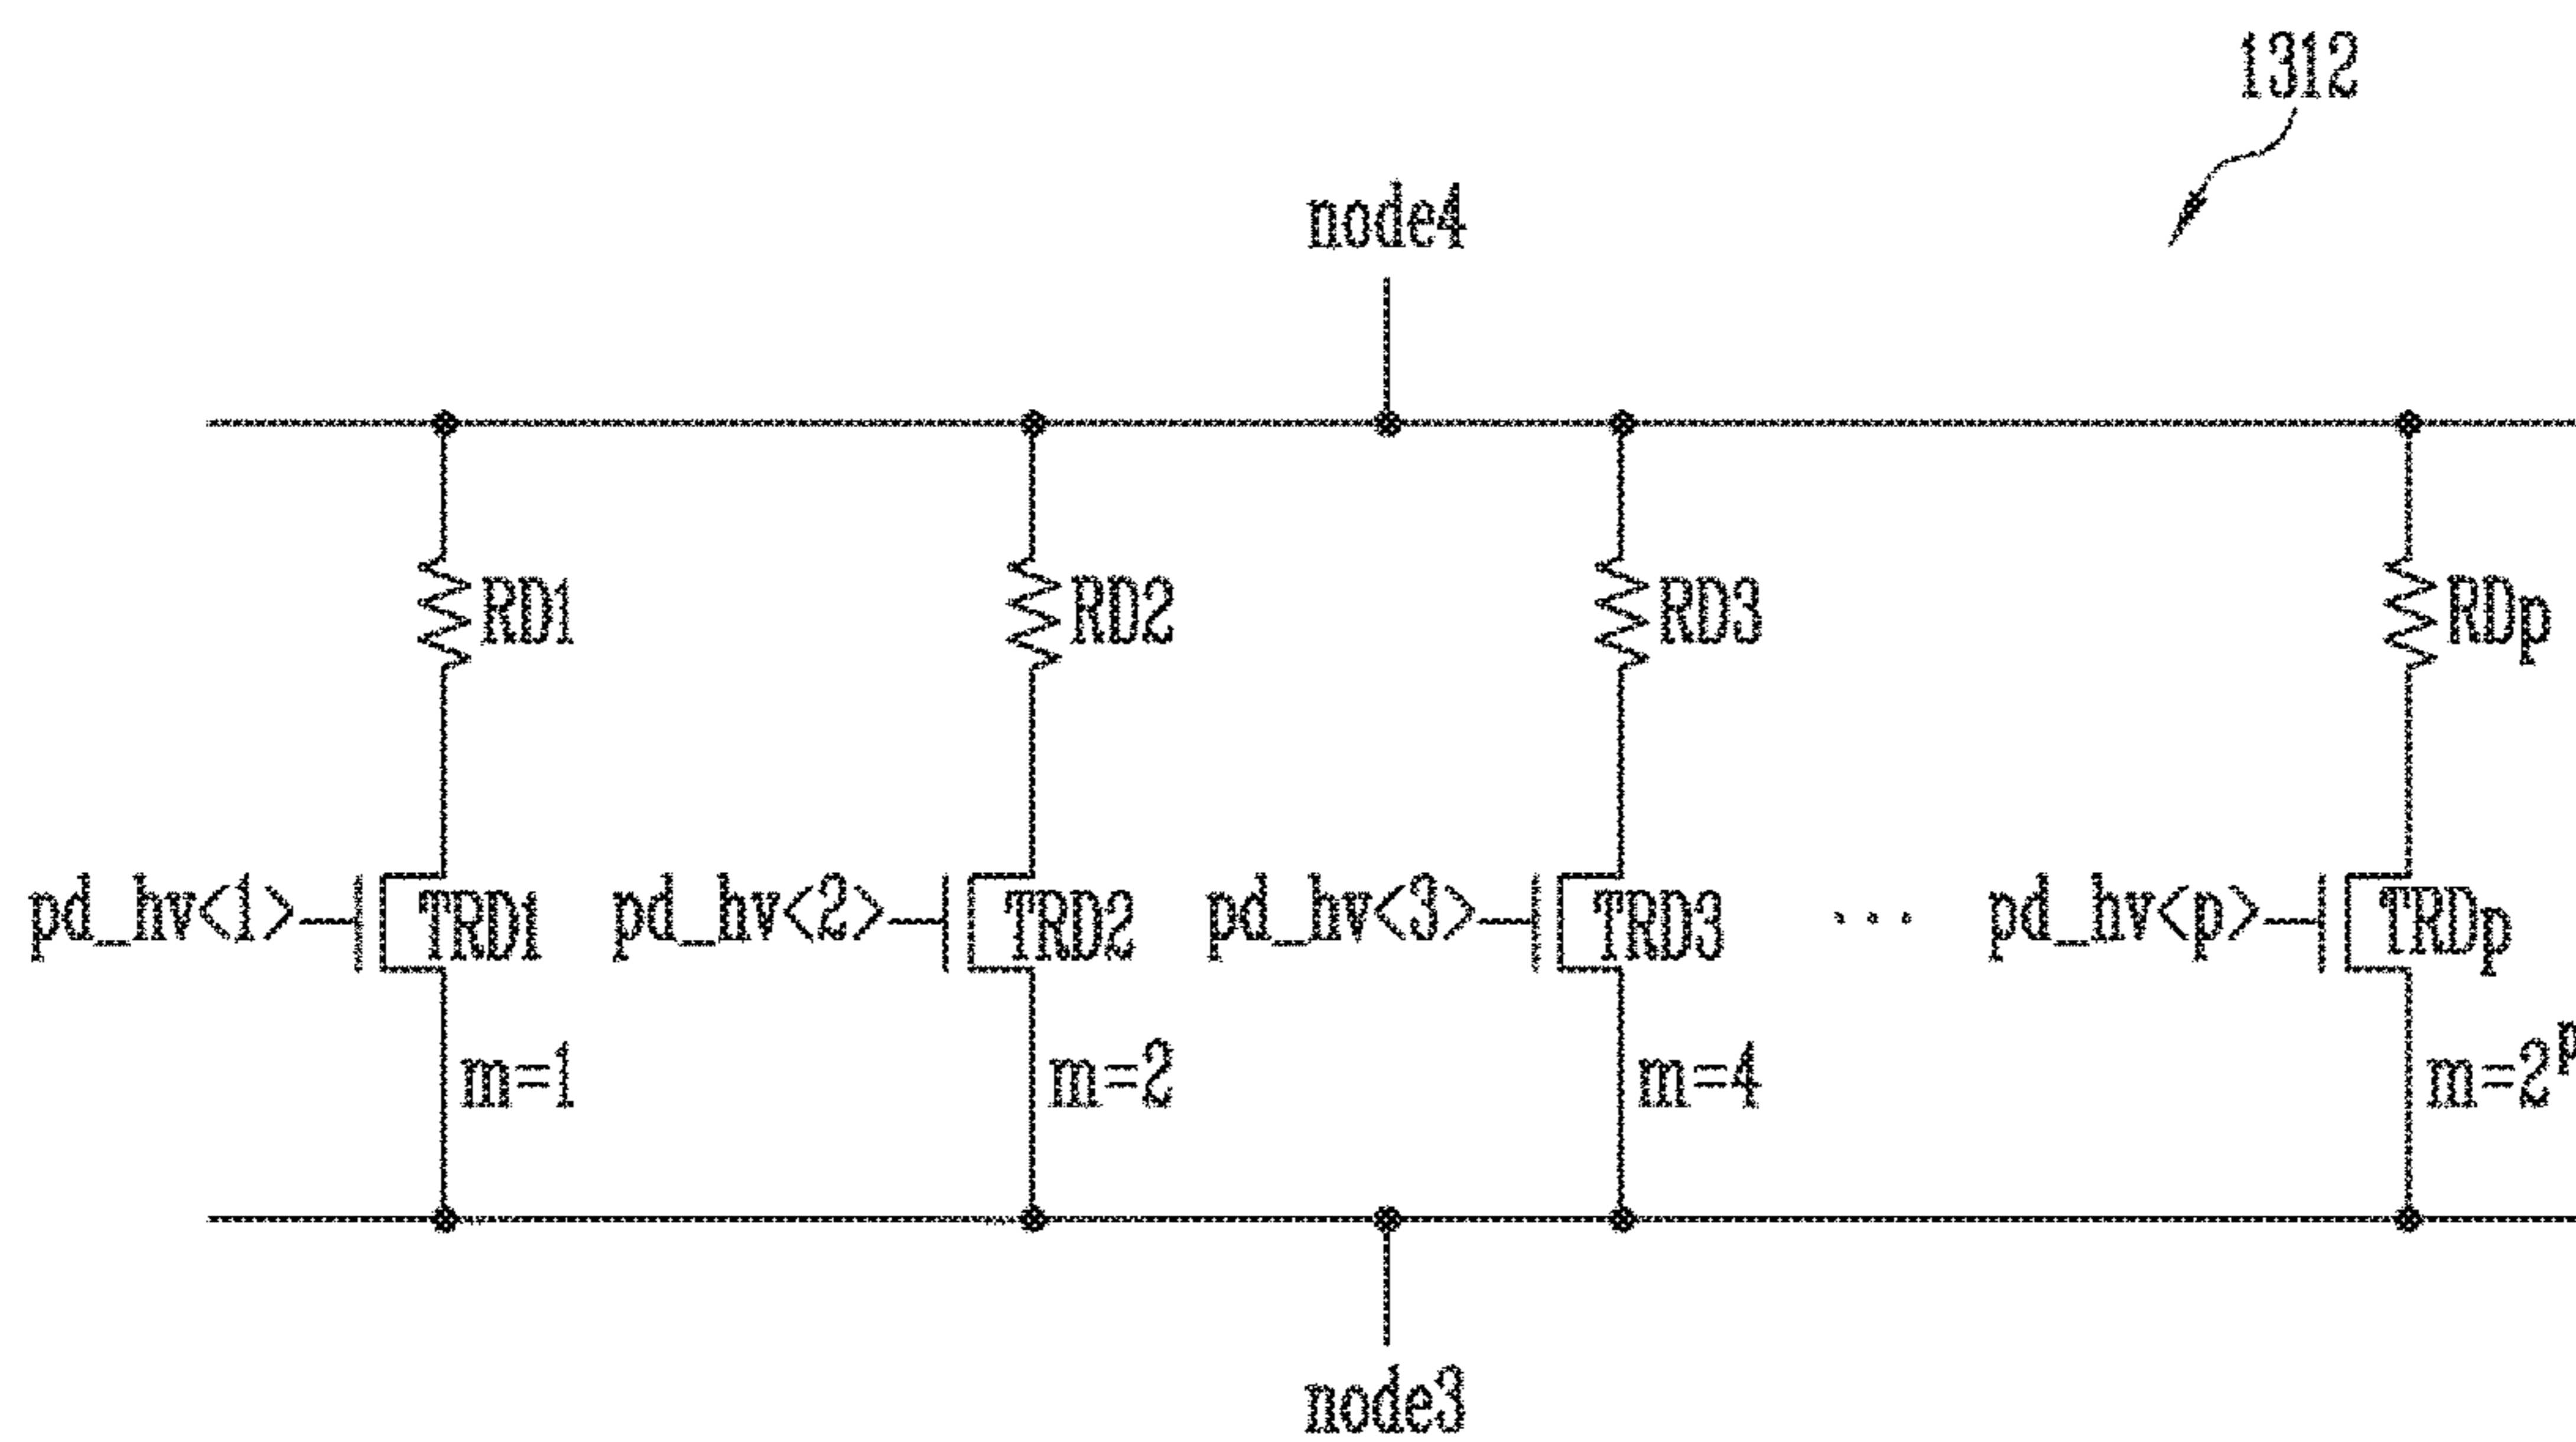 1312
node4
RD1 RD2 RD3 RDp
pd_hv<1> TRD1 pd_hv<2> TRD2 pd_hv<3> TRD3 ... pd_hv<p> TRDp
m=1 m=2 m=4 m=2
node3